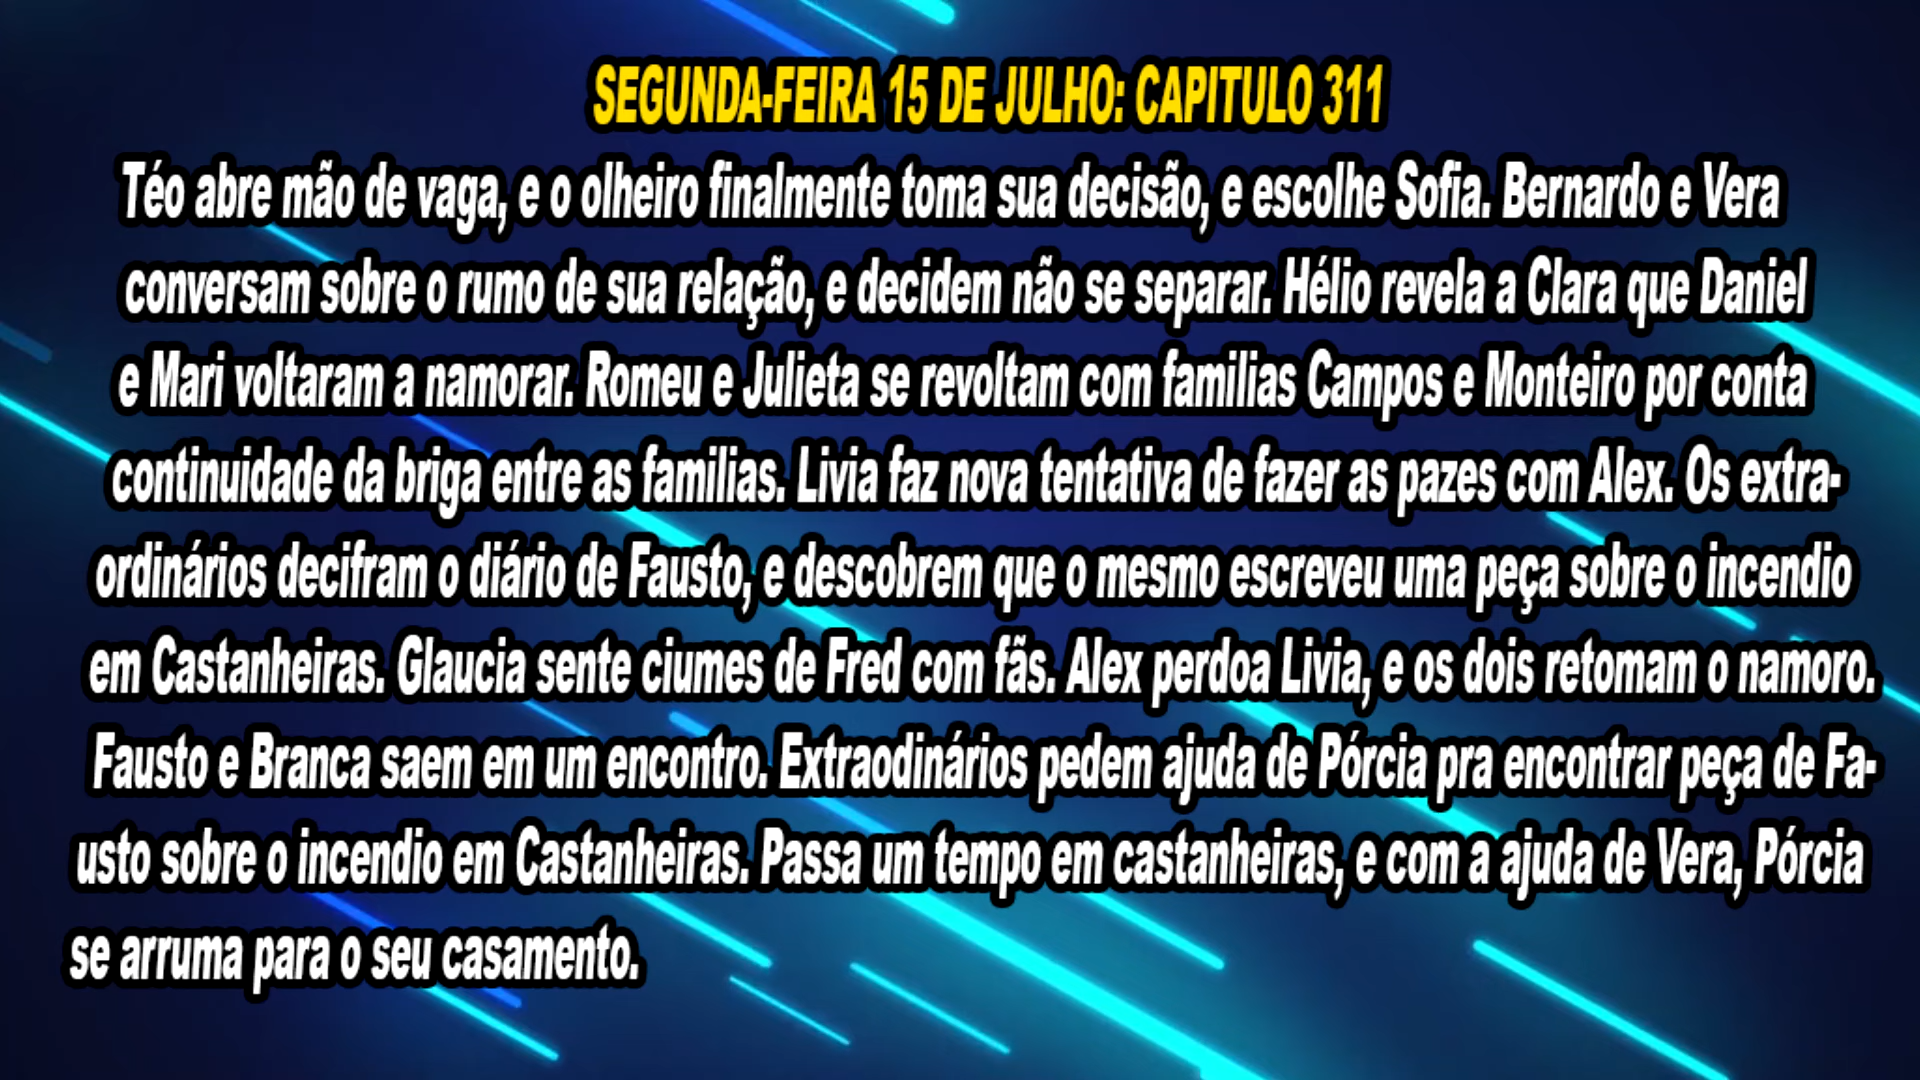 SEGUNDA-FEIRA 15 DE JULHO: CAPITULO 311
Téo abre mão de vaga, e o olheiro finalmente toma sua decisão, e escolhe Sofia. Bernardo e Vera
conversam sobre o rumo de sua relação, e decidem não se separar. Hélio revela a Clara que Daniel
e Mari voltaram a namorar. Romeu e Julieta se revoltam com familias Campos e Monteiro por conta
continuidade da briga entre as familias. Livia faz nova tentativa de fazer as pazes com Alex. Os extra-
ordinários decifram o diário de Fausto, e descobrem que o mesmo escreveu uma peça sobre o incendio
em Castanheiras. Glaucia sente ciumes de Fred com fãs. Alex perdoa Livia, e os dois retomam o namoro.
Fausto e Branca saem em um encontro. Extraodinários pedem ajuda de Pórcia pra encontrar peça de Fa-
usto sobre o incendio em Castanheiras. Passa um tempo em castanheiras, e com a ajuda de Vera, Pórcia
se arruma para o seu casamento.